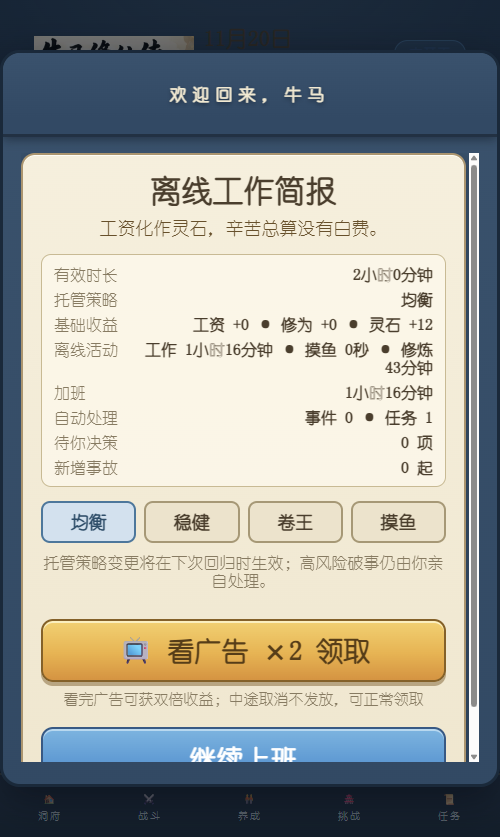 欢迎回来，牛马
离线工作简报
工资化作灵石，辛苦总算没有白费。
有效时长 2小时0分钟
托管策略 均衡
基础收益 工资 +0 ● 修为 +0 ● 灵石 +12
离线活动 工作 1小时16分钟 ● 摸鱼 0秒 ● 修炼
43分钟
加班 1小时16分钟
自动处理 事件 0 ● 任务 1
待你决策 0 项
新增事故 0 起
均衡 稳健 卷王 摸鱼
托管策略变更将在下次回归时生效；高风险破事仍由你亲
自处理。
看广告 ×2 领取
看完广告可获双倍收益；中途取消不发放，可正常领取
继续上班
洞府 战斗 养成 挑战 任务